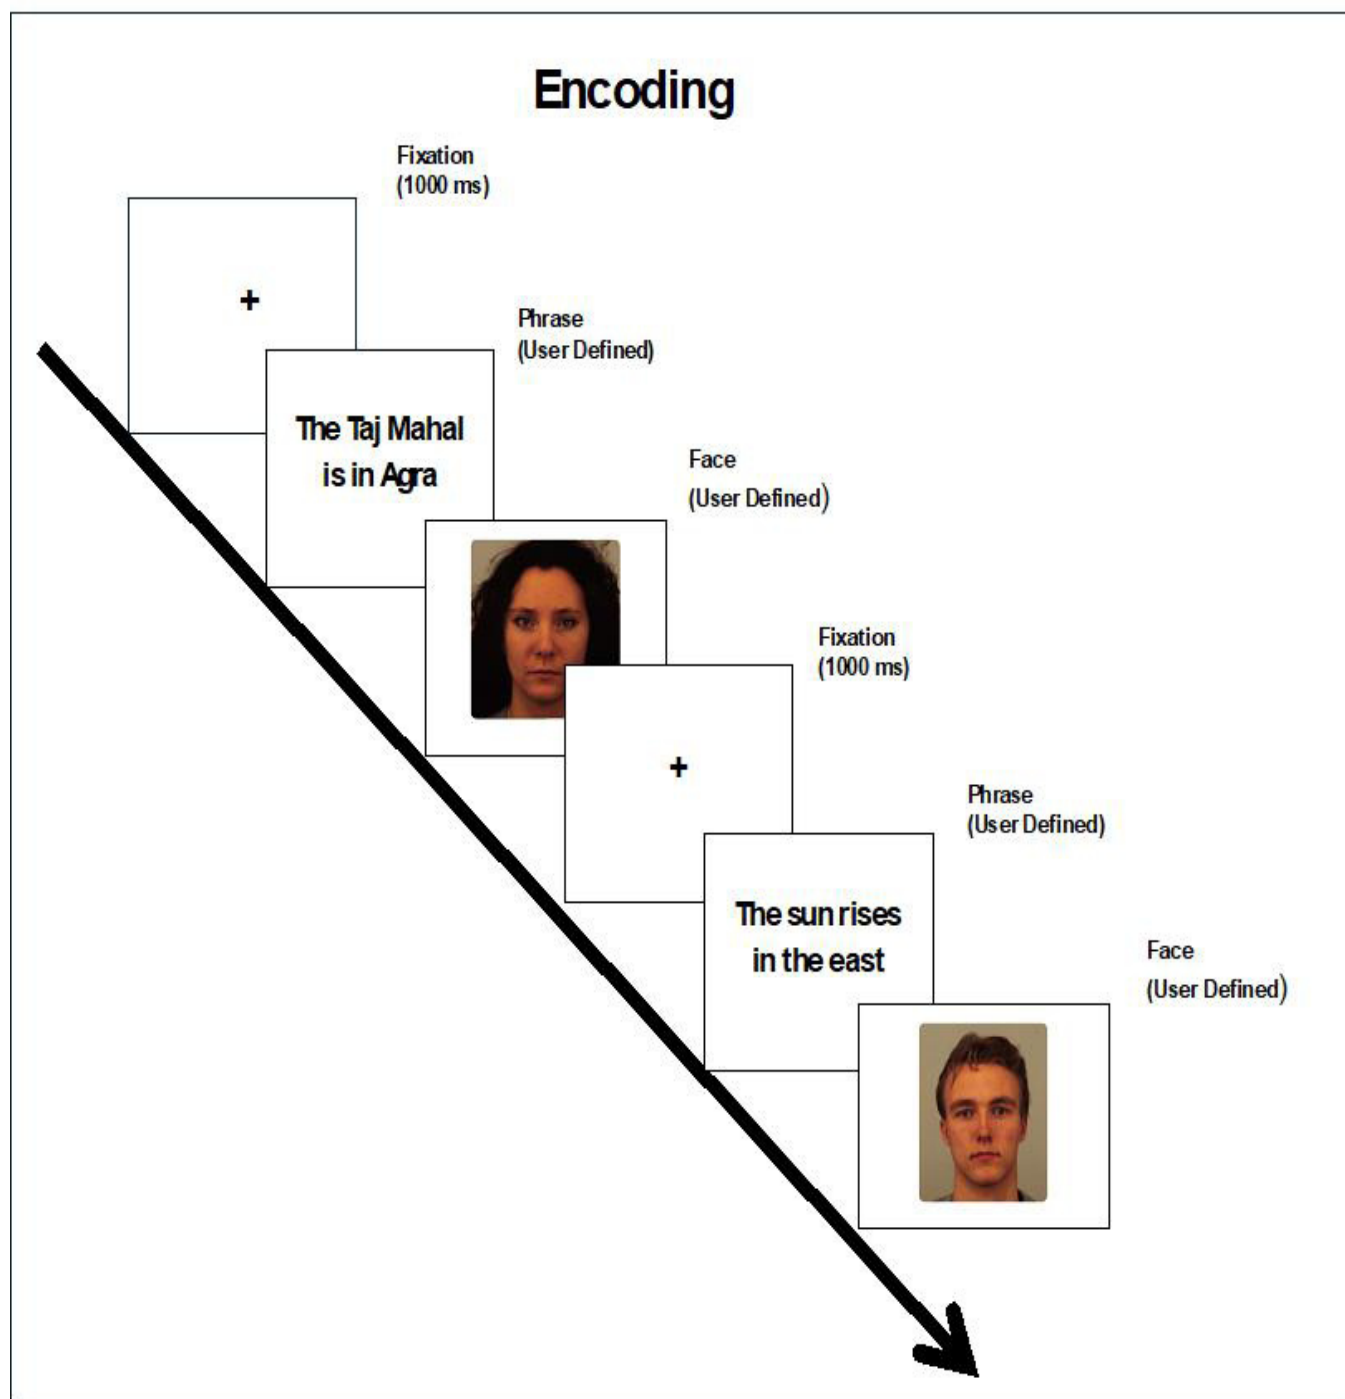 Encoding
Fixation
(1000 ms)
+
Phrase
(User Defined)
The Taj Mahal
is in Agra
Face
(User Defined)
Fixation
(1000 ms)
+
Phrase
(User Defined)
The sun rises
in the east
Face
(User Defined)